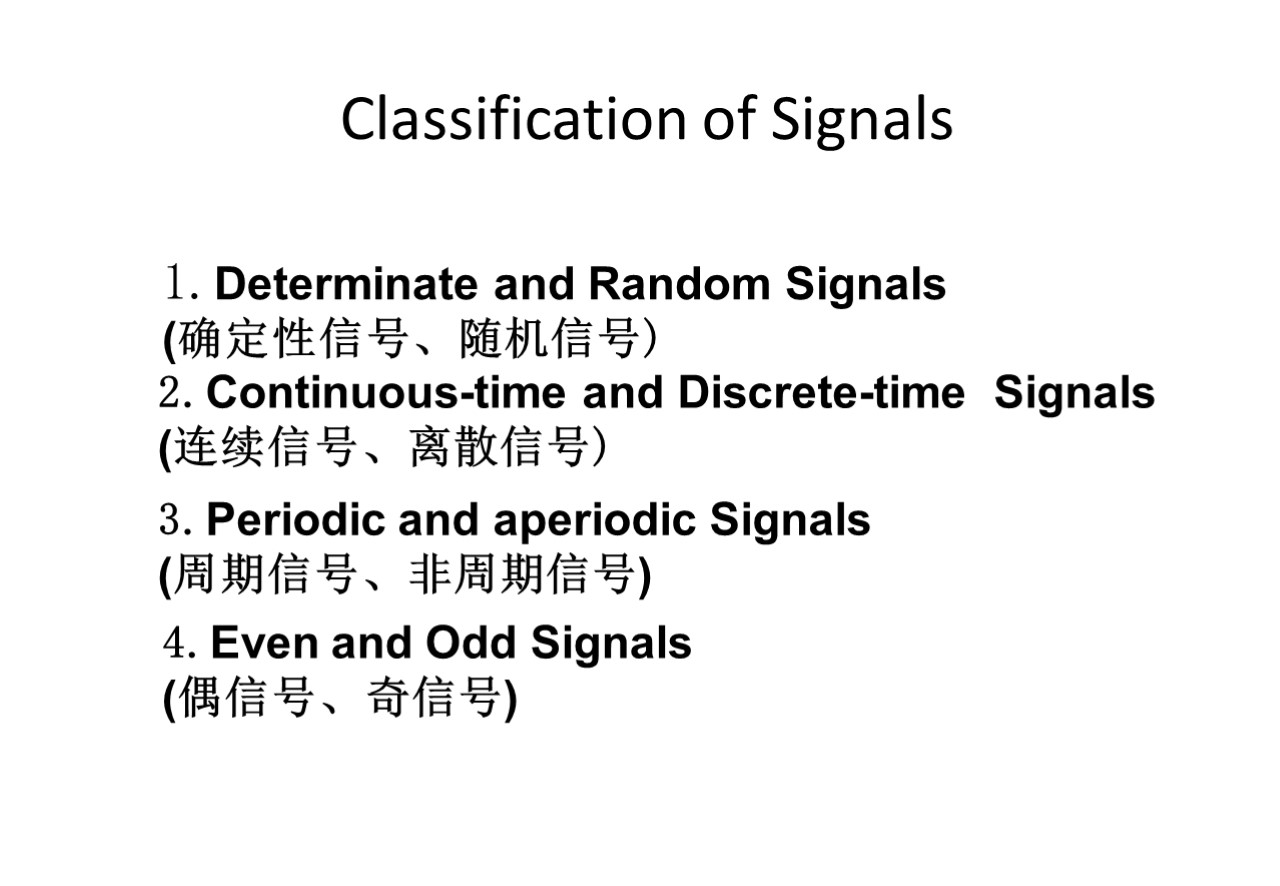 Classification of Signals
1. Determinate and Random Signals
(确定性信号、随机信号)
2. Continuous-time and Discrete-time Signals
(连续信号、离散信号)
3. Periodic and aperiodic Signals
(周期信号、非周期信号)
4. Even and Odd Signals
(偶信号、奇信号)